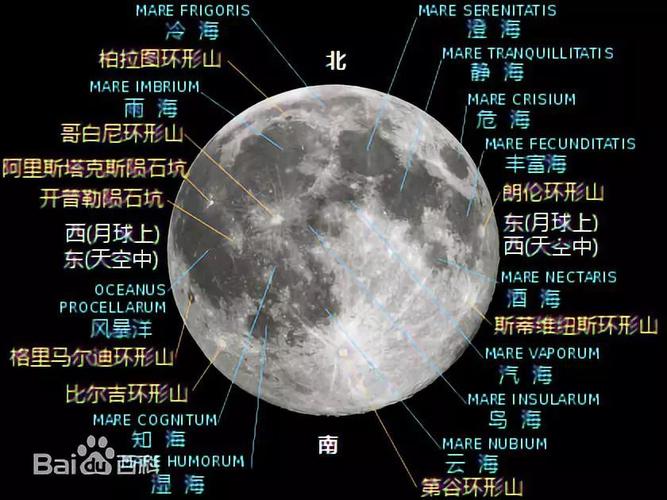 MARE FRIGORIS
冷 海
柏拉图环形山
MARE IMBRIUM
雨 海
哥白尼环形山
阿里斯塔克斯陨石坑
开普勒陨石坑
西(月球上)
东(天空中)
OCEANUS
PROCELLARUM
风暴洋
格里马尔迪环形山
比尔吉环形山
MARE COGNITUM
知 海
MARE HUMORUM
湿 海
Bai 百科
北
南
MARE SERENITATIS
澄 海
MARE TRANQUILLITATIS
静 海
MARE CRISIUM
危 海
MARE FECUNDITATIS
丰富海
朗伦环形山
东(月球上)
西(天空中)
MARE NECTARIS
酒 海
斯蒂维纽斯环形山
MARE VAPORUM
汽 海
MARE INSULARUM
鸟 海
MARE NUBIUM
云 海
第谷环形山